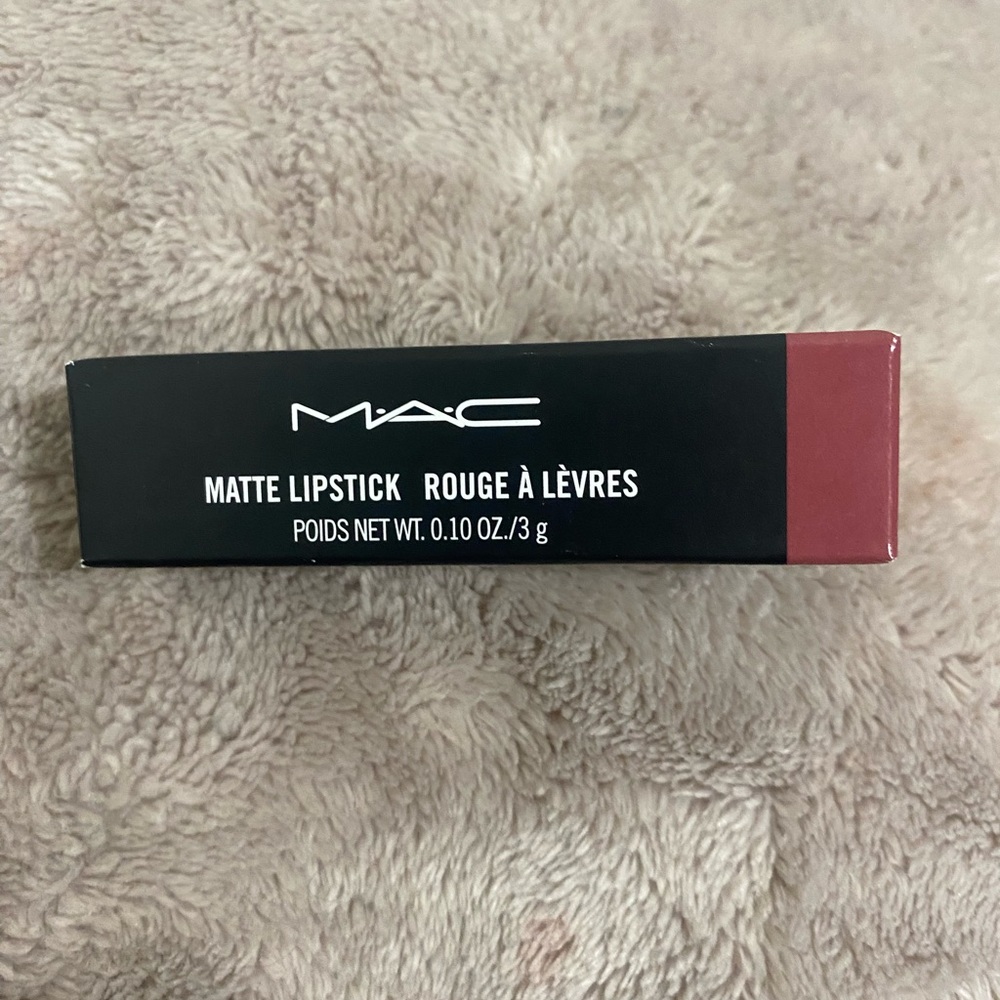 M·A·C
MATTE LIPSTICK ROUGE À LÈVRES
POIDS NET WT. 0.10 OZ./3 g